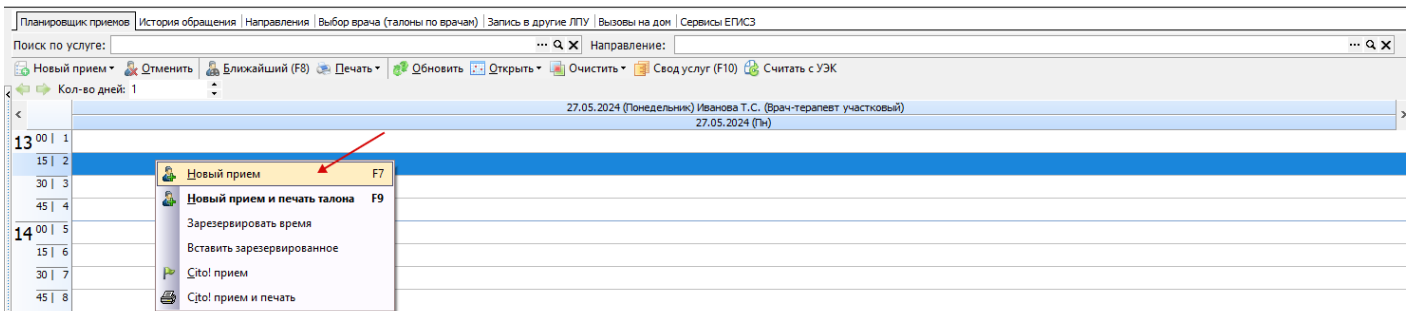 Планировщик приемов История обращения Направления Выбор врача (талоны по врачам) Запись в другие ЛПУ Вызовы на дом Сервисы ЕГИСЗ
Поиск по услуге: ... Направление: ...
Новый прием Отменить Ближайший (F8) Печать Обновить Открыть Очистить Свод услуг (F10) Считать с УЭК
Кол-во дней: 1
27.05.2024 (Понедельник) Иванова Т.С. (Врач-терапевт участковый)
27.05.2024 (Пн)
13 00 | 1
15 | 2
Новый прием F7
30 | 3
Новый прием и печать талона F9
45 | 4
Зарезервировать время
14 00 | 5
Вставить зарезервированное
15 | 6
Cito! прием
30 | 7
Cito! прием и печать
45 | 8